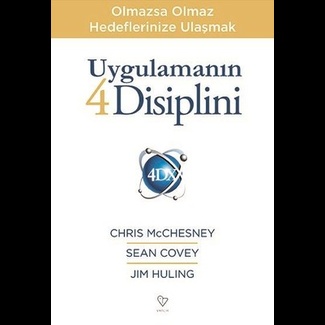 Olmazsa Olmaz
Hedeflerinize Ulaşmak
Uygulamanın
4 Disiplini
4DX
CHRIS McCHESNEY
SEAN COVEY
JIM HULING